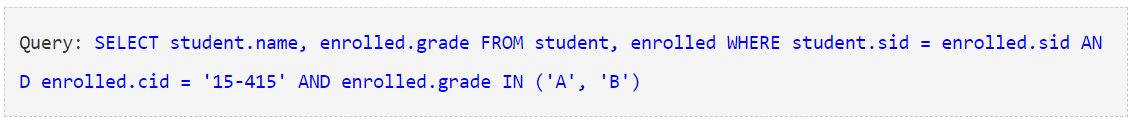 Query: SELECT student.name, enrolled.grade FROM student, enrolled WHERE student.sid = enrolled.sid AN
D enrolled.cid = '15-415' AND enrolled.grade IN ('A', 'B')